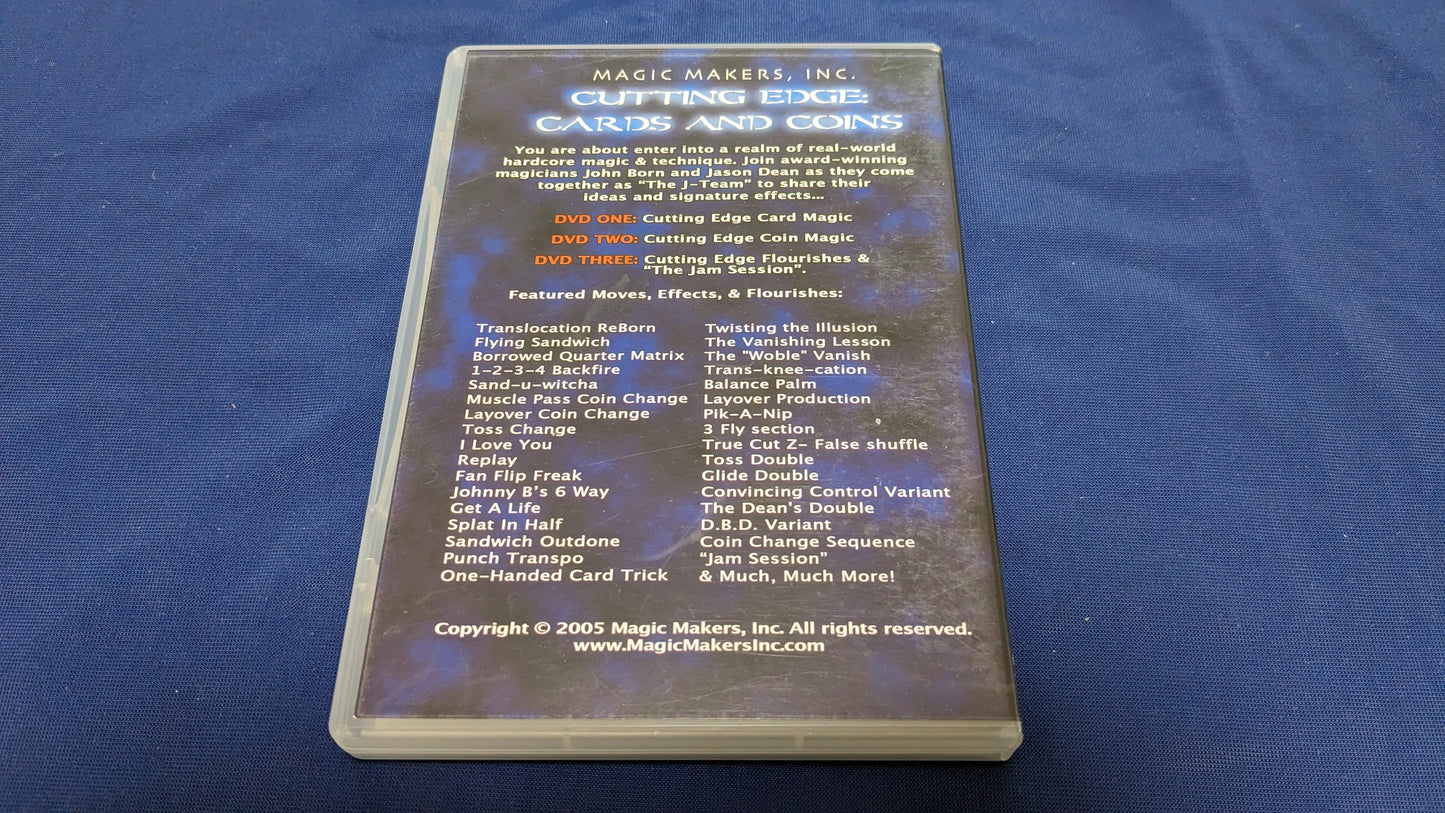 MAGIC MAKERS, INC.
CUTTING EDGE:
CARDS AND COINS
You are about enter into a realm of real-world
hardcore magic & technique. Join award-winning
magicians John Born and Jason Dean as they come
together as “The J-Team” to share their
ideas and signature effects...
DVD ONE: Cutting Edge Card Magic
DVD TWO: Cutting Edge Coin Magic
DVD THREE: Cutting Edge Flourishes &
“The Jam Session”.
Featured Moves, Effects, & Flourishes:
Translocation ReBorn
Flying Sandwich
Borrowed Quarter Matrix
1-2-3-4 Backfire
Sand-u-witcha
Muscle Pass Coin Change
Layover Coin Change
Toss Change
I Love You
Replay
Fan Flip Freak
Johnny B’s 6 Way
Get A Life
Splat In Half
Sandwich Outdone
Punch Transpo
One-Handed Card Trick
Twisting the Illusion
The Vanishing Lesson
The "Woble" Vanish
Trans-knee-cation
Balance Palm
Layover Production
Pik-A-Nip
3 Fly section
True Cut Z- False shuffle
Toss Double
Glide Double
Convincing Control Variant
The Dean's Double
D.B.D. Variant
Coin Change Sequence
“Jam Session”
& Much, Much More!
Copyright © 2005 Magic Makers, Inc. All rights reserved.
www.MagicMakersInc.com